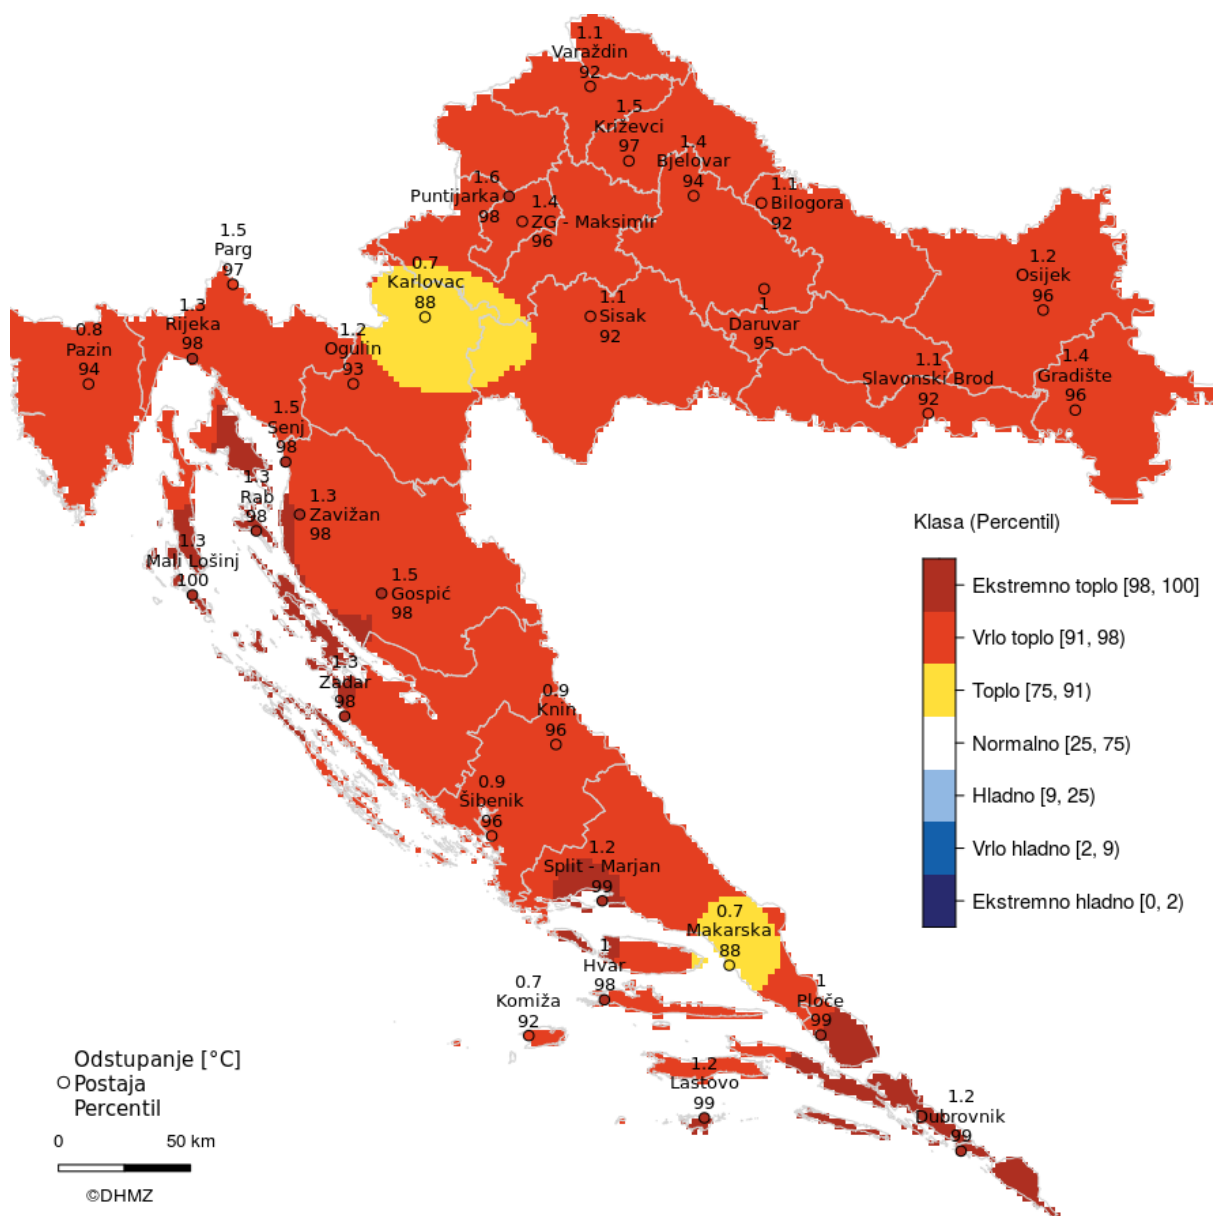 1.1
Varaždin
92
1.5
Križevci
97
1.4
Bjelovar
94
1.6
Puntijarka
98
1.4
ZG - Maksimir
96
1.1
Bilogora
92
1.5
Parg
97
0.7
Karlovac
88
1.2
Osijek
96
1.3
Rijeka
98
0.8
Pazin
94
1.2
Ogulin
93
1.1
Sisak
92
1
Daruvar
95
1.1
Slavonski Brod
92
1.4
Gradište
96
1.5
Senj
98
1.3
Rab
98
1.3
Zavižan
98
1.3
Mali Lošinj
100
1.5
Gospić
98
1.3
Zadar
98
0.9
Knin
96
0.9
Šibenik
96
1.2
Split - Marjan
99
0.7
Makarska
88
1
Hvar
98
0.7
Komiža
92
1
Ploče
99
1.2
Lastovo
99
1.2
Dubrovnik
99
Klasa (Percentil)
Ekstremno toplo [98, 100]
Vrlo toplo [91, 98)
Toplo [75, 91)
Normalno [25, 75)
Hladno [9, 25)
Vrlo hladno [2, 9)
Ekstremno hladno [0, 2)
Odstupanje [°C]
Postaja
Percentil
0 50 km
©DHMZ